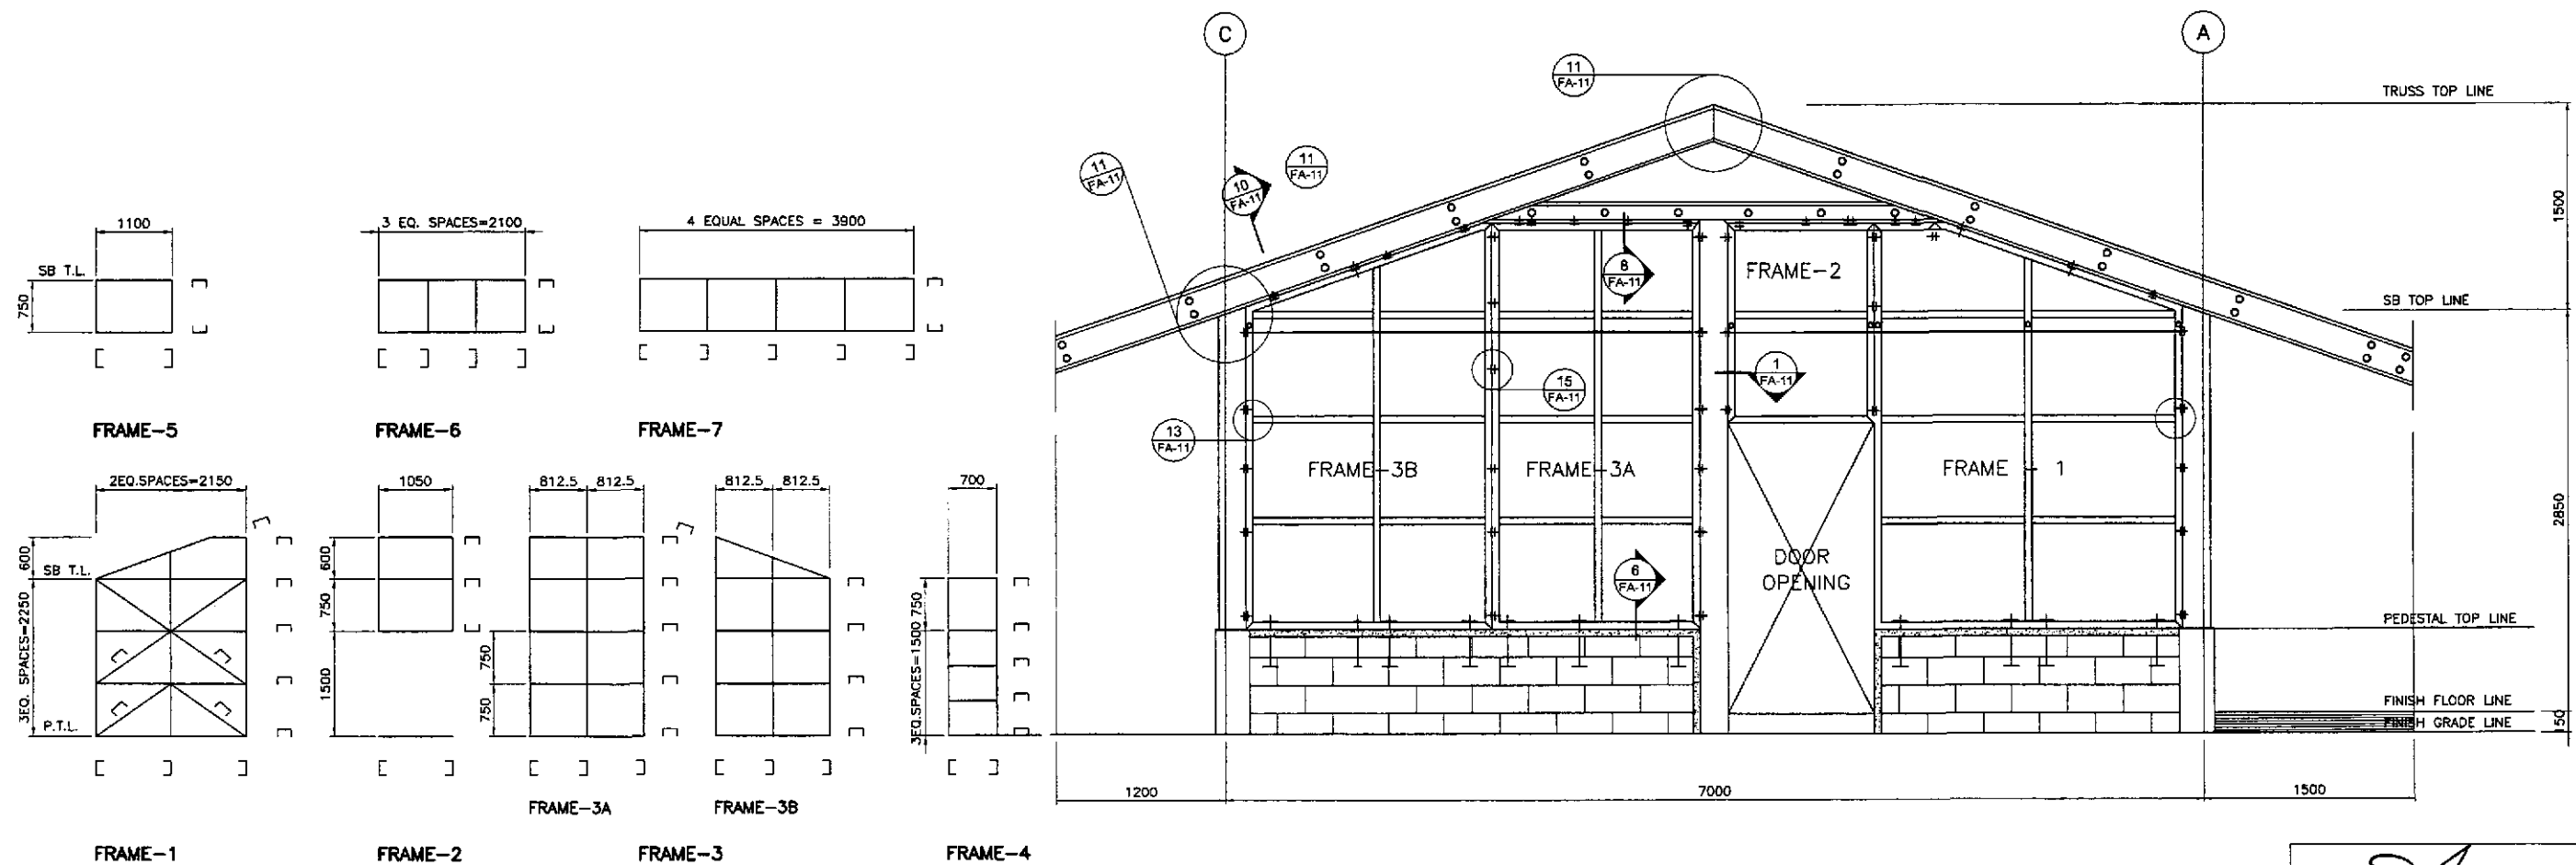 C
A
11
FA-11
TRUSS TOP LINE
11
FA-11
10
FA-11
11
FA-11
1500
1100
SB T.L.
750
FRAME-5
3 EQ. SPACES=2100
FRAME-6
4 EQUAL SPACES = 3900
FRAME-7
8
FA-11
FRAME-2
SB TOP LINE
1
FA-11
15
FA-11
13
FA-11
FRAME-3B
FRAME-3A
FRAME - 1
2850
DOOR
OPENING
6
FA-11
PEDESTAL TOP LINE
FINISH FLOOR LINE
FINISH GRADE LINE
150
1200
7000
1500
2EQ.SPACES=2150
600
SB T.L.
3EQ. SPACES=2250
P.T.L.
FRAME-1
1050
600
750
1500
FRAME-2
812.5
812.5
750
750
FRAME-3A
812.5
812.5
FRAME-3B
FRAME-3
700
750
3EQ.SPACES=1500
FRAME-4